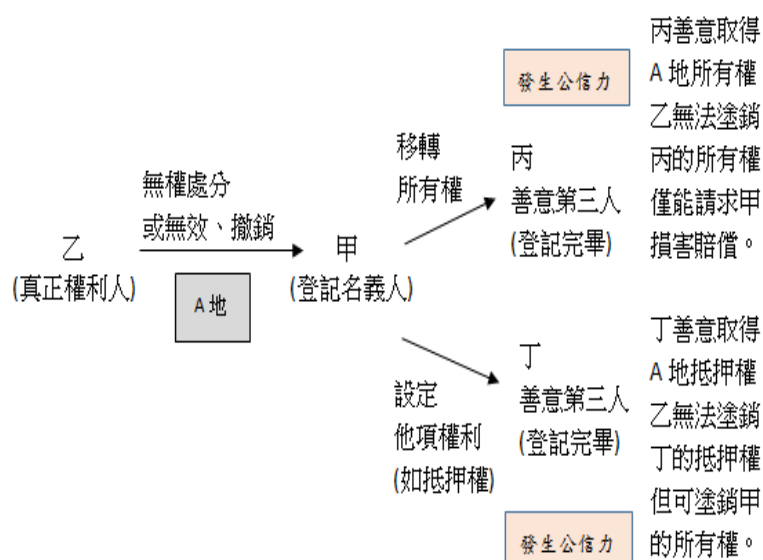 乙
(真正權利人)
無權處分
或無效、撤銷
A 地
甲
(登記名義人)
移轉
所有權
發生公信力
丙
善意第三人
(登記完畢)
丙善意取得
A 地所有權
乙無法塗銷
丙的所有權
僅能請求甲
損害賠償。
設定
他項權利
(如抵押權)
丁
善意第三人
(登記完畢)
發生公信力
丁善意取得
A 地抵押權
乙無法塗銷
丁的抵押權
但可塗銷甲
的所有權。